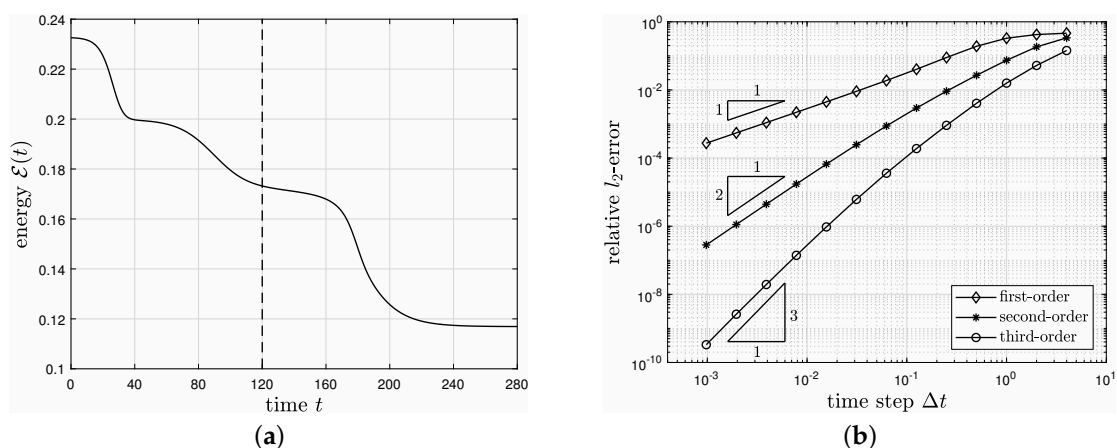 0.24
0.22
0.2
0.18
0.16
0.14
0.12
0.1
energy ℰ(t)
0 40 80 120 160 200 240 280
time t
(a)
10^0
10^-2
10^-4
10^-6
10^-8
10^-10
relative l_2-error
1
1
1
2
3
1
first-order
second-order
third-order
10^-3 10^-2 10^-1 10^0 10^1
time step Δt
(b)